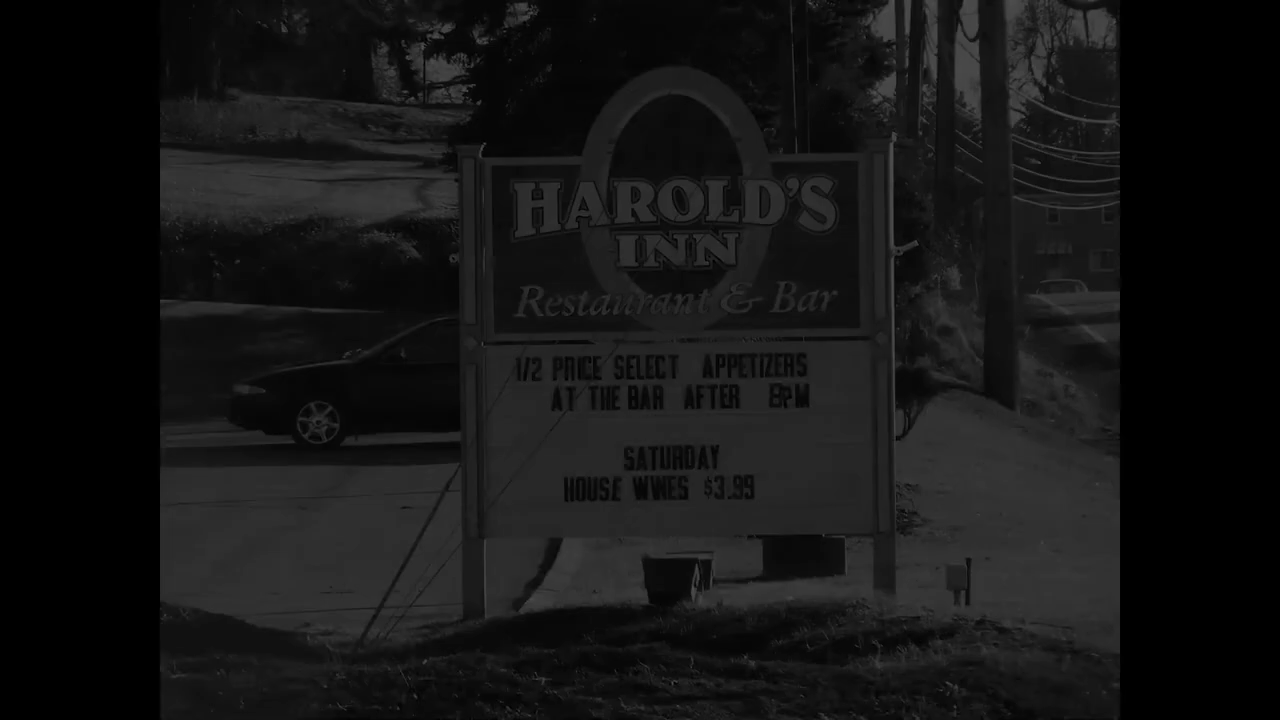 HAROLD'S
INN
Restaurant & Bar
1/2 PRICE SELECT APPETIZERS
AT THE BAR AFTER 8PM
SATURDAY
HOUSE WINES $3.99